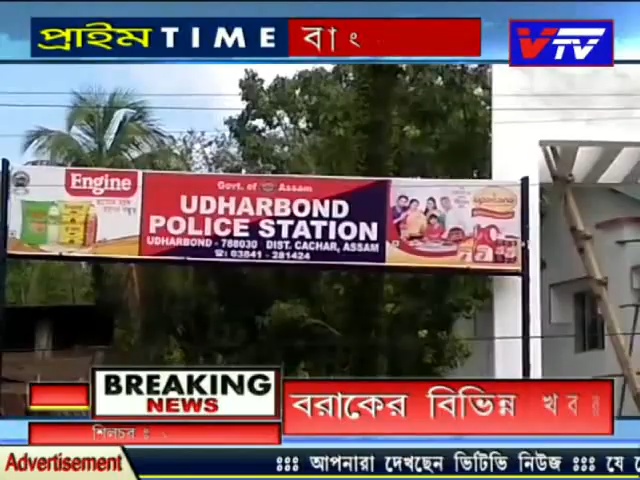 প্রাইম TIME বাং
VTV
Engine
Govt. of Assam
UDHARBOND
POLICE STATION
UDHARBOND - 788030 DIST. CACHAR, ASSAM
☎: 03841 - 281424
BREAKING
NEWS
বরাকের বিভিন্ন খবর
শিলচর ঃ
Advertisement
⁝⁝⁝ আপনারা দেখছেন ভিটিভি নিউজ ⁝⁝⁝ যে